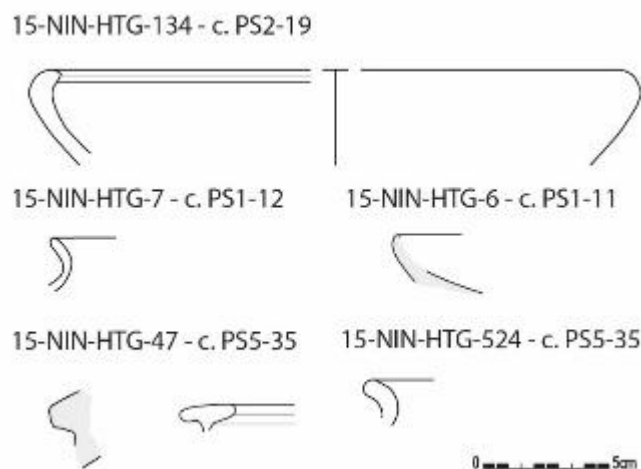 15-NIN-HTG-134 - c. PS2-19
15-NIN-HTG-7 - c. PS1-12
15-NIN-HTG-6 - c. PS1-11
15-NIN-HTG-47 - c. PS5-35
15-NIN-HTG-524 - c. PS5-35
0 5cm